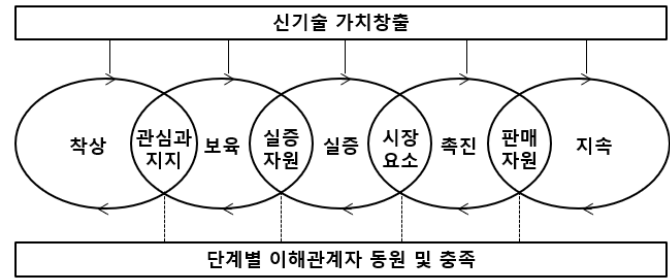 신기술 가치창출
착상
관심과
지지
보육
실증
자원
실증
시장
요소
촉진
판매
자원
지속
단계별 이해관계자 동원 및 충족